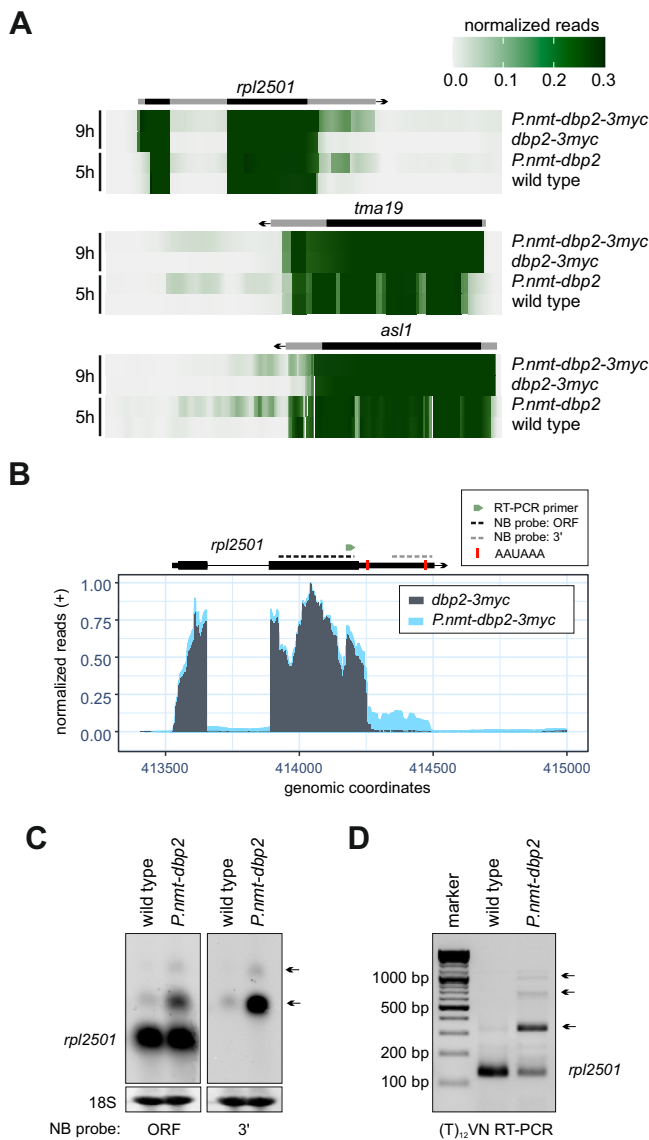 A
normalized reads
0.0 0.1 0.2 0.3
rpl2501
9h
5h
P.nmt-dbp2-3myc
dbp2-3myc
P.nmt-dbp2
wild type
tma19
9h
5h
P.nmt-dbp2-3myc
dbp2-3myc
P.nmt-dbp2
wild type
asl1
9h
5h
P.nmt-dbp2-3myc
dbp2-3myc
P.nmt-dbp2
wild type
B
RT-PCR primer
NB probe: ORF
NB probe: 3'
AAUAAA
rpl2501
dbp2-3myc
P.nmt-dbp2-3myc
normalized reads (+)
1.00
0.75
0.50
0.25
0.00
413500 414000 414500 415000
genomic coordinates
C
wild type
P.nmt-dbp2
wild type
P.nmt-dbp2
rpl2501
18S
NB probe: ORF 3'
D
marker
wild type
P.nmt-dbp2
1000 bp
500 bp
200 bp
100 bp
rpl2501
(T)₁₂VN RT-PCR